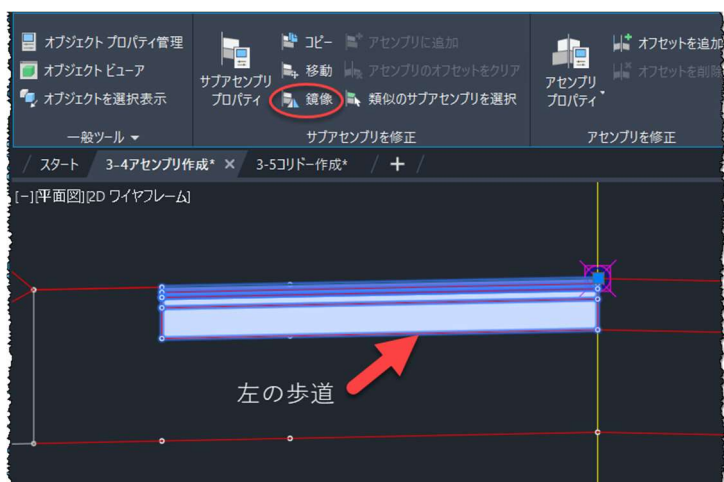 オブジェクト プロパティ管理
オブジェクト ビューア
オブジェクトを選択表示
一般ツール
サブアセンブリ
プロパティ
コピー
移動
鏡像
アセンブリに追加
アセンブリのオフセットをクリア
類似のサブアセンブリを選択
サブアセンブリを修正
アセンブリ
プロパティ
オフセットを追加
オフセットを削除
アセンブリを修正
スタート
3-4アセンブリ作成*
3-5コリドー作成*
[-][平面図][2D ワイヤフレーム]
左の歩道